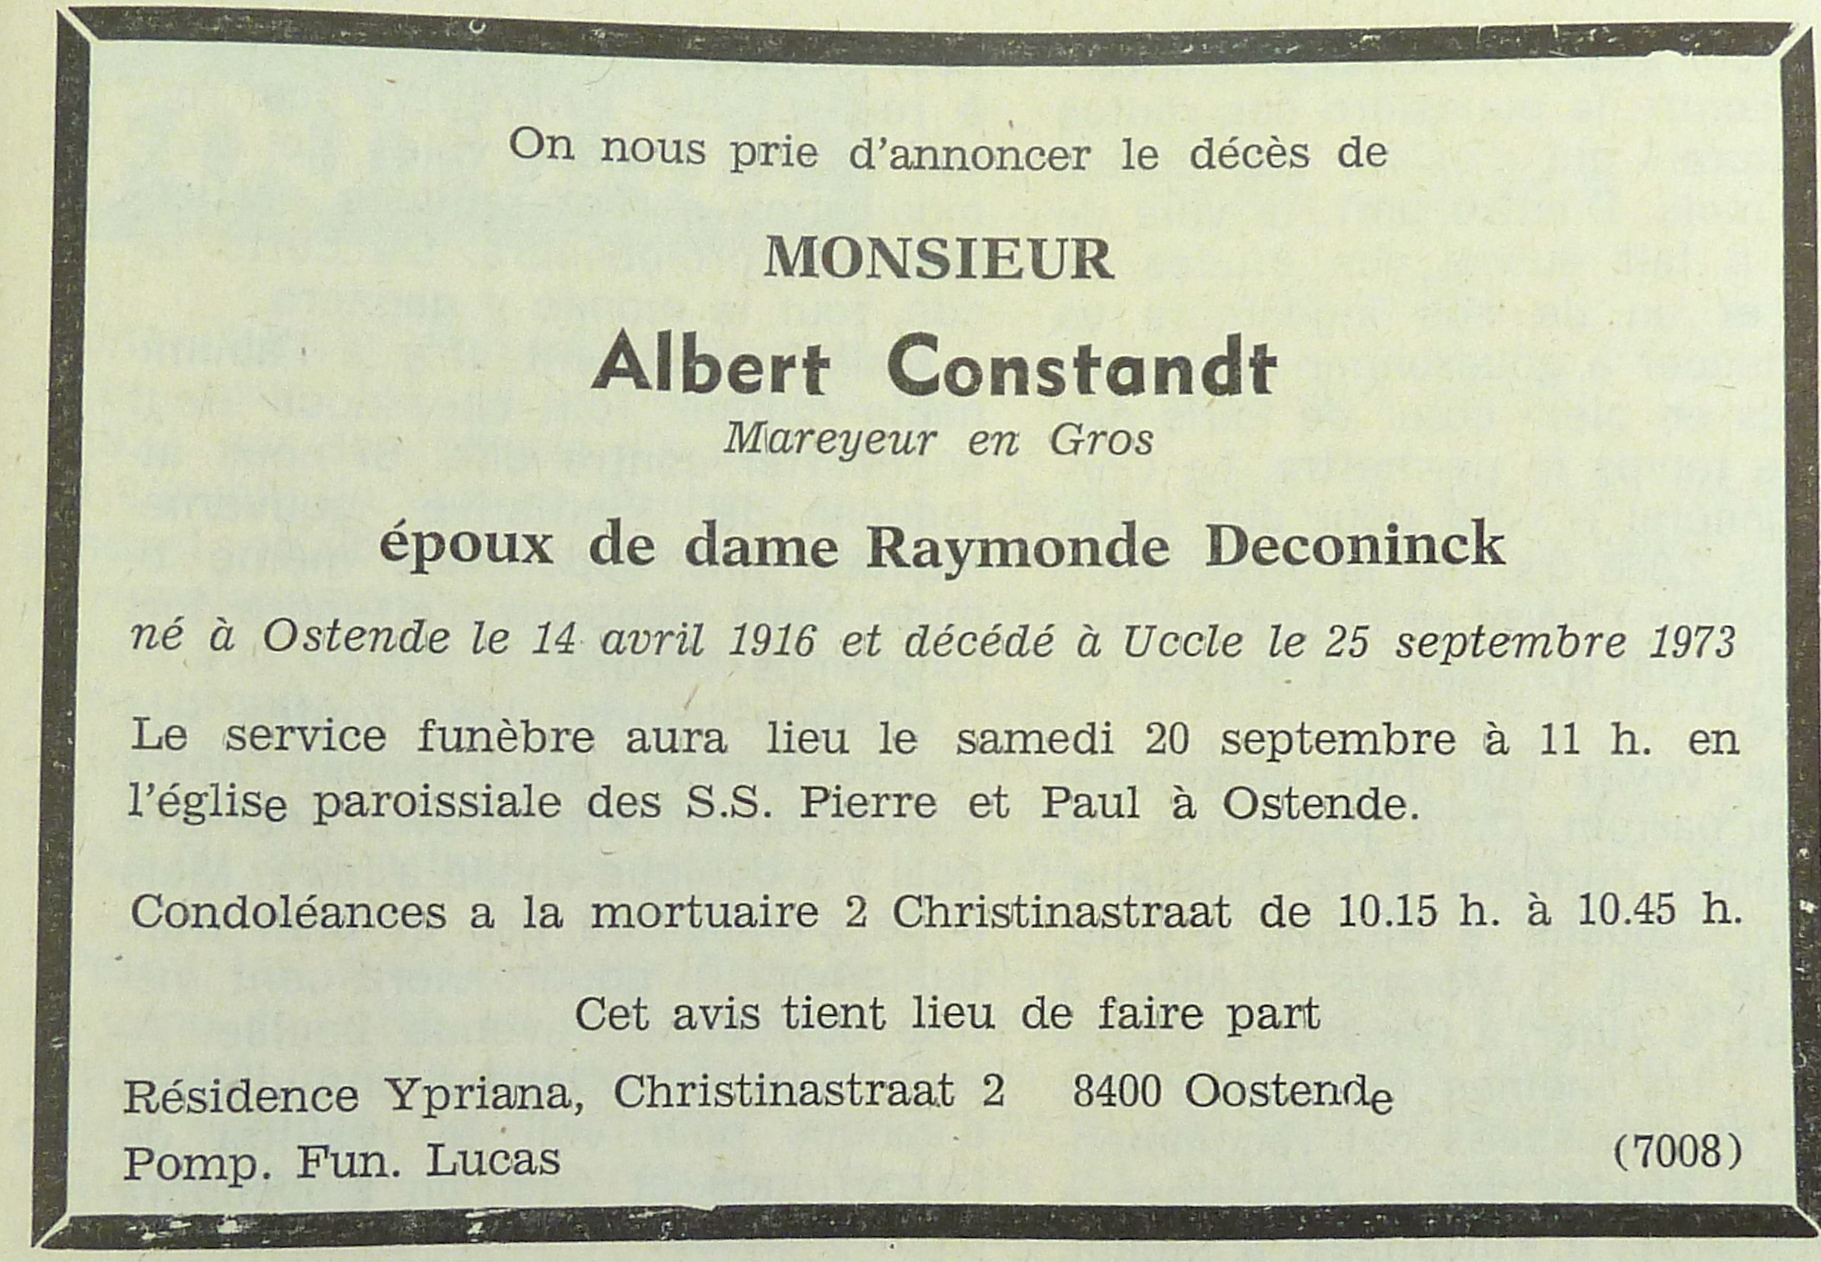 On nous prie d'annoncer le décès de
MONSIEUR
Albert Constandt
Mareyeur en Gros
époux de dame Raymonde Deconinck
né à Ostende le 14 avril 1916 et décédé à Uccle le 25 septembre 1973
Le service funèbre aura lieu le samedi 20 septembre à 11 h. en
l'église paroissiale des S.S. Pierre et Paul à Ostende.
Condoléances a la mortuaire 2 Christinastraat de 10.15 h. à 10.45 h.
Cet avis tient lieu de faire part
Résidence Ypriana, Christinastraat 2 8400 Oostende
Pomp. Fun. Lucas (7008)